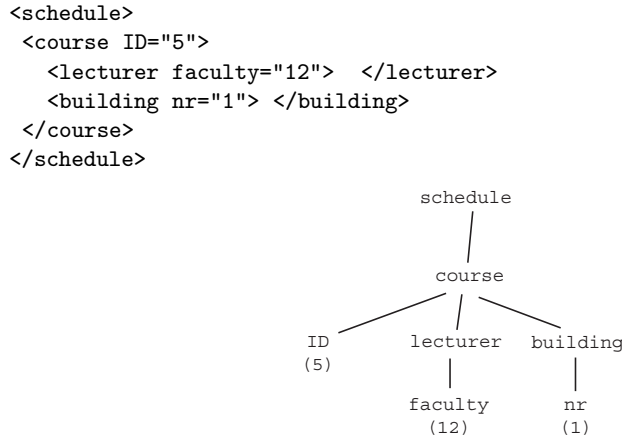 <schedule>
<course ID="5">
<lecturer faculty="12"> </lecturer>
<building nr="1"> </building>
</course>
</schedule>
schedule
course
ID lecturer building
(5)
faculty nr
(12) (1)